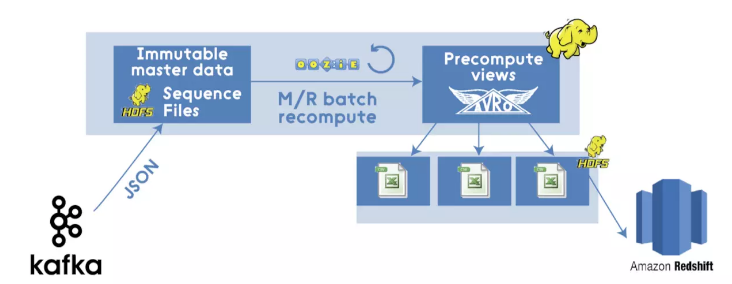 Immutable
master data
HDFS
Sequence
Files
OOZIE
M/R batch
recompute
Precompute
views
AVRO
HDFS
JSON
kafka
Amazon Redshift